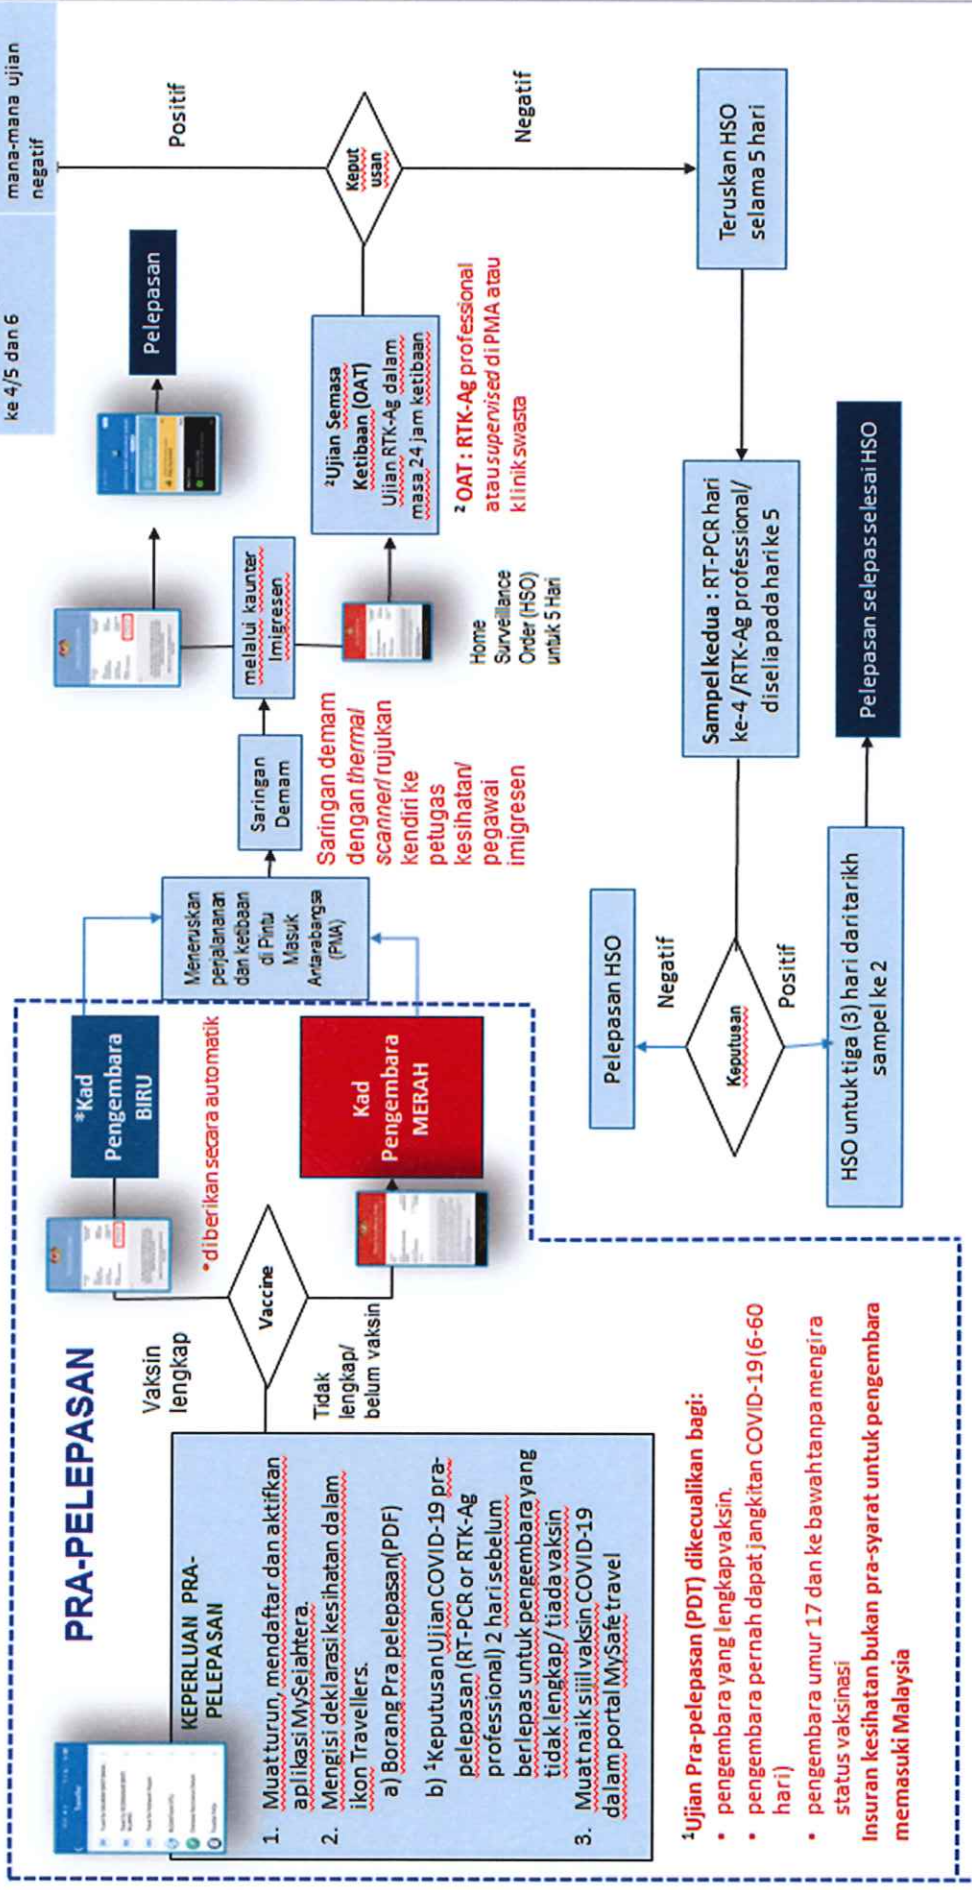 PRA-PELEPASAN
KEPERLUAN PRA-
PELEPASAN
1. Muat turun, mendaftar dan aktifkan
aplikasi MySejahtera.
2. Mengisi deklarasi kesihatan dalam
ikon Travellers.
a) Borang Pra pelepasan(PDF)
b) ¹Keputusan Ujian COVID-19 pra-
pelepasan (RT-PCR or RTK-Ag
professional) 2 hari sebelum
berlepas untuk pengembara yang
tidak lengkap / tiada vaksin
3. Muat naik sijil vaksin COVID-19
dalam portal MySafetravel
Vaksin
lengkap
Vaccine
Tidak
lengkap/
belum vaksin
*Kad
Pengembara
BIRU
*diberikan secara automatik
Kad
Pengembara
MERAH
¹Ujian Pra-pelepasan (PDT) dikecualikan bagi:
• pengembara yang lengkap vaksin.
• pengembara pernah dapat jangkitan COVID-19 (6-60
hari)
• pengembara umur 17 dan ke bawah tanpa mengira
status vaksinasi
Insuran kesihatan bukan pra-syarat untuk pengembara
memasuki Malaysia
Meneruskan
perjalananan
dan ketibaan
di Pintu
Masuk
Antarabangsa
(PMA)
Saringan
Demam
Saringan demam
dengan thermal
scanner/ rujukan
kendiri ke
petugas
kesihatan/
pegawai
imigresen
melalui kaunter
Imigresen
Pelepasan
Home
Surveillance
Order (HSO)
untuk 5 Hari
²Ujian Semasa
Ketibaan (OAT)
Ujian RTK-Ag dalam
masa 24 jam ketibaan
² OAT : RTK-Ag professional
atau supervised di PMA atau
klinik swasta
Keput
usan
Positif
Negatif
ke 4/5 dan 6
mana-mana ujian
negatif
Teruskan HSO
selama 5 hari
Sampel kedua : RT-PCR hari
ke-4 /RTK-Ag professional/
diselia pada hari ke 5
Keputusan
Negatif
Positif
Pelepasan HSO
HSO untuk tiga (3) hari dari tarikh
sampel ke 2
Pelepasan selepas selesai HSO